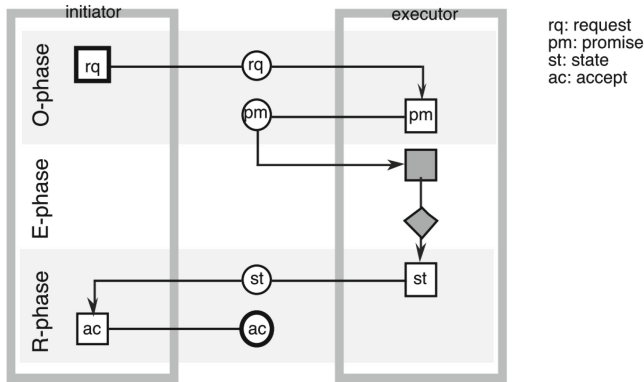 initiator
executor
rq: request
pm: promise
st: state
ac: accept
O-phase
rq
rq
pm
pm
E-phase
R-phase
st
st
ac
ac